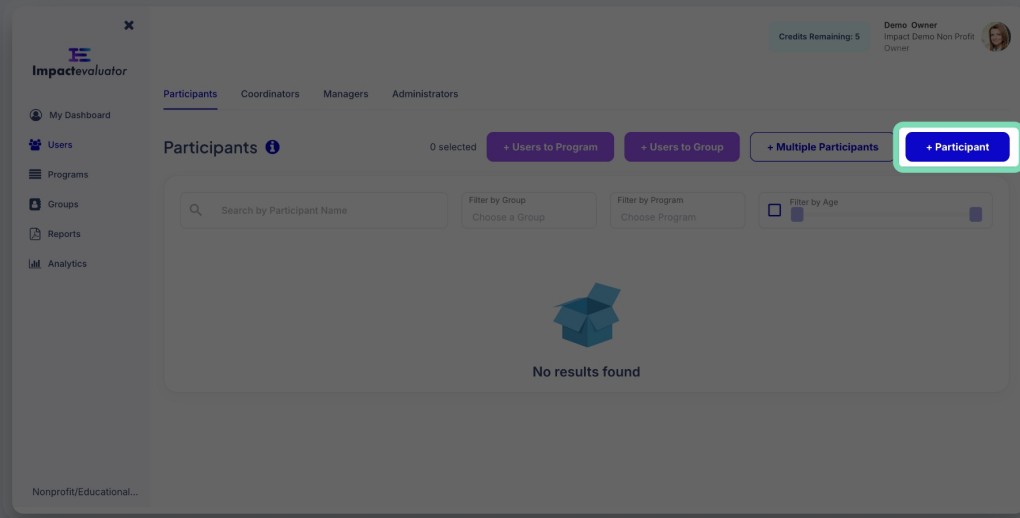 Credits Remaining: 5
Demo Owner
Impact Demo Non Profit
Owner
IE
Impactevaluator
My Dashboard
Users
Programs
Groups
Reports
Analytics
Nonprofit/Educational...
Participants Coordinators Managers Administrators
Participants
0 selected + Users to Program + Users to Group + Multiple Participants + Participant
Search by Participant Name
Filter by Group
Choose a Group
Filter by Program
Choose Program
Filter by Age
No results found